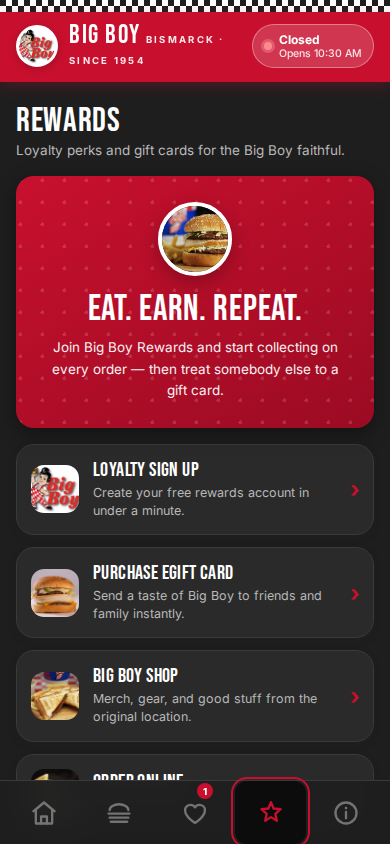 BIG BOY BISMARCK ·
SINCE 1954
Closed
Opens 10:30 AM
REWARDS
Loyalty perks and gift cards for the Big Boy faithful.
EAT. EARN. REPEAT.
Join Big Boy Rewards and start collecting on
every order — then treat somebody else to a
gift card.
Big
Boy
LOYALTY SIGN UP
Create your free rewards account in
under a minute.
PURCHASE EGIFT CARD
Send a taste of Big Boy to friends and
family instantly.
BIG BOY SHOP
Merch, gear, and good stuff from the
original location.
ORDER ONLINE
1